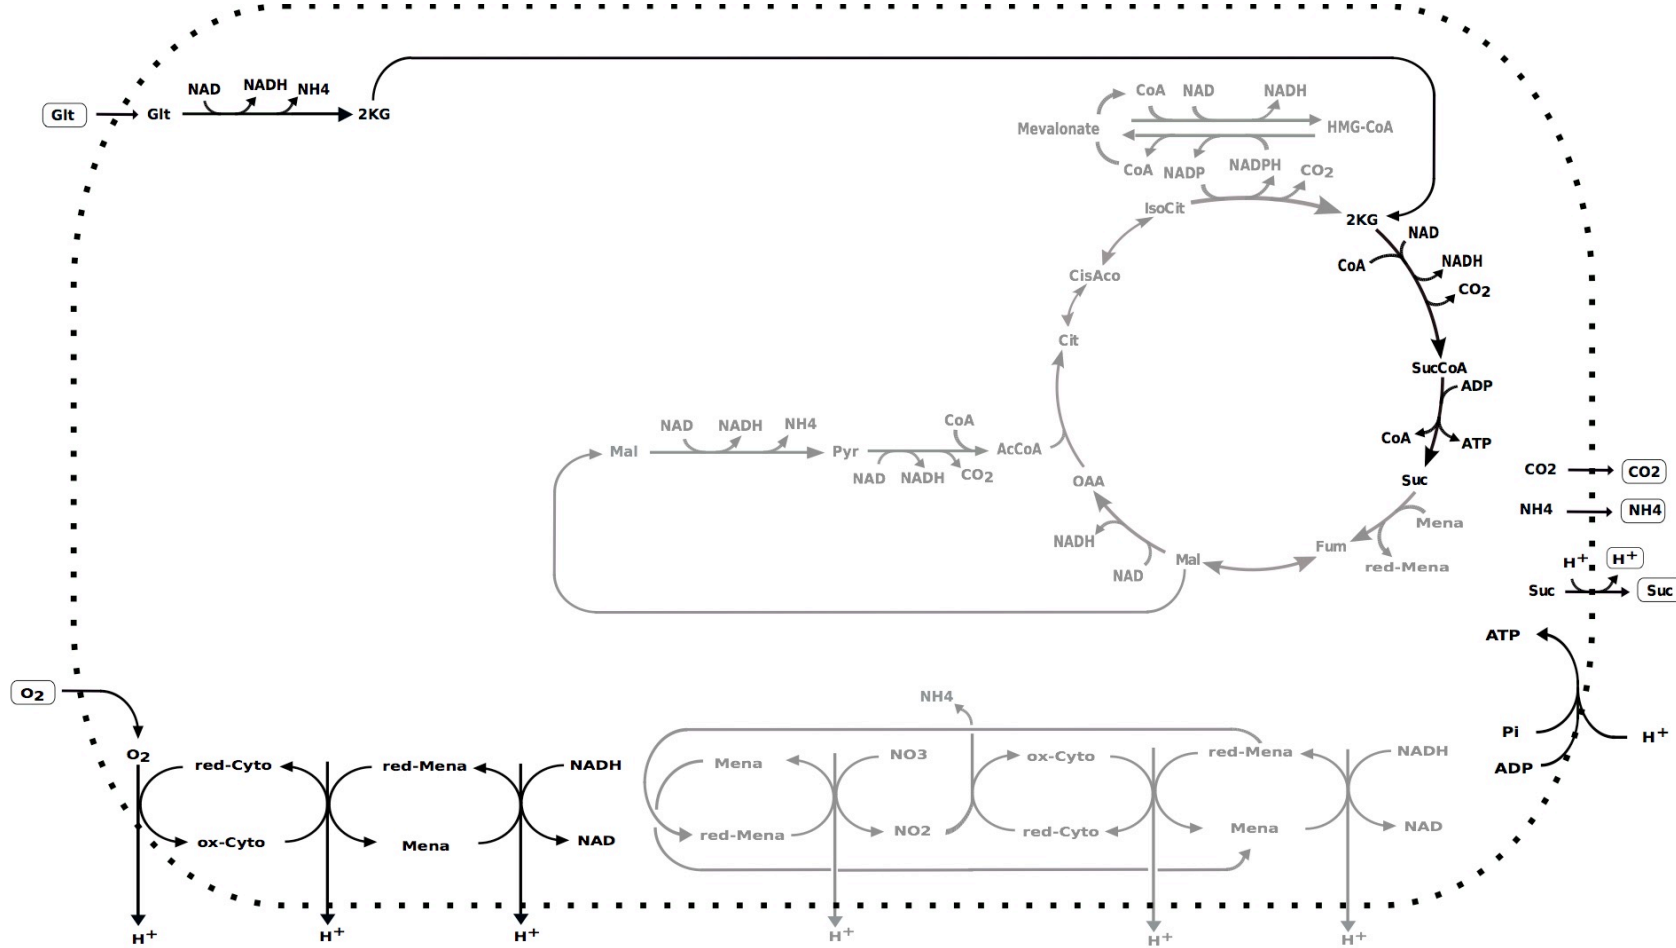 Glt
Glt
NAD
NADH
NH4
2KG
CoA
NAD
NADH
Mevalonate
HMG-CoA
CoA
NADP
NADPH
CO2
IsoCit
2KG
NAD
CoA
NADH
CO2
CisAco
Cit
SucCoA
ADP
CoA
ATP
Suc
Mal
NAD
NADH
NH4
Pyr
CoA
NAD
NADH
CO2
AcCoA
OAA
NADH
NAD
Mal
Fum
Mena
red-Mena
CO2
CO2
NH4
NH4
H+
H+
Suc
Suc
ATP
Pi
H+
ADP
O2
O2
red-Cyto
red-Mena
NADH
ox-Cyto
Mena
NAD
H+
H+
H+
NH4
Mena
NO3
ox-Cyto
red-Mena
NADH
red-Mena
NO2
red-Cyto
Mena
NAD
H+
H+
H+